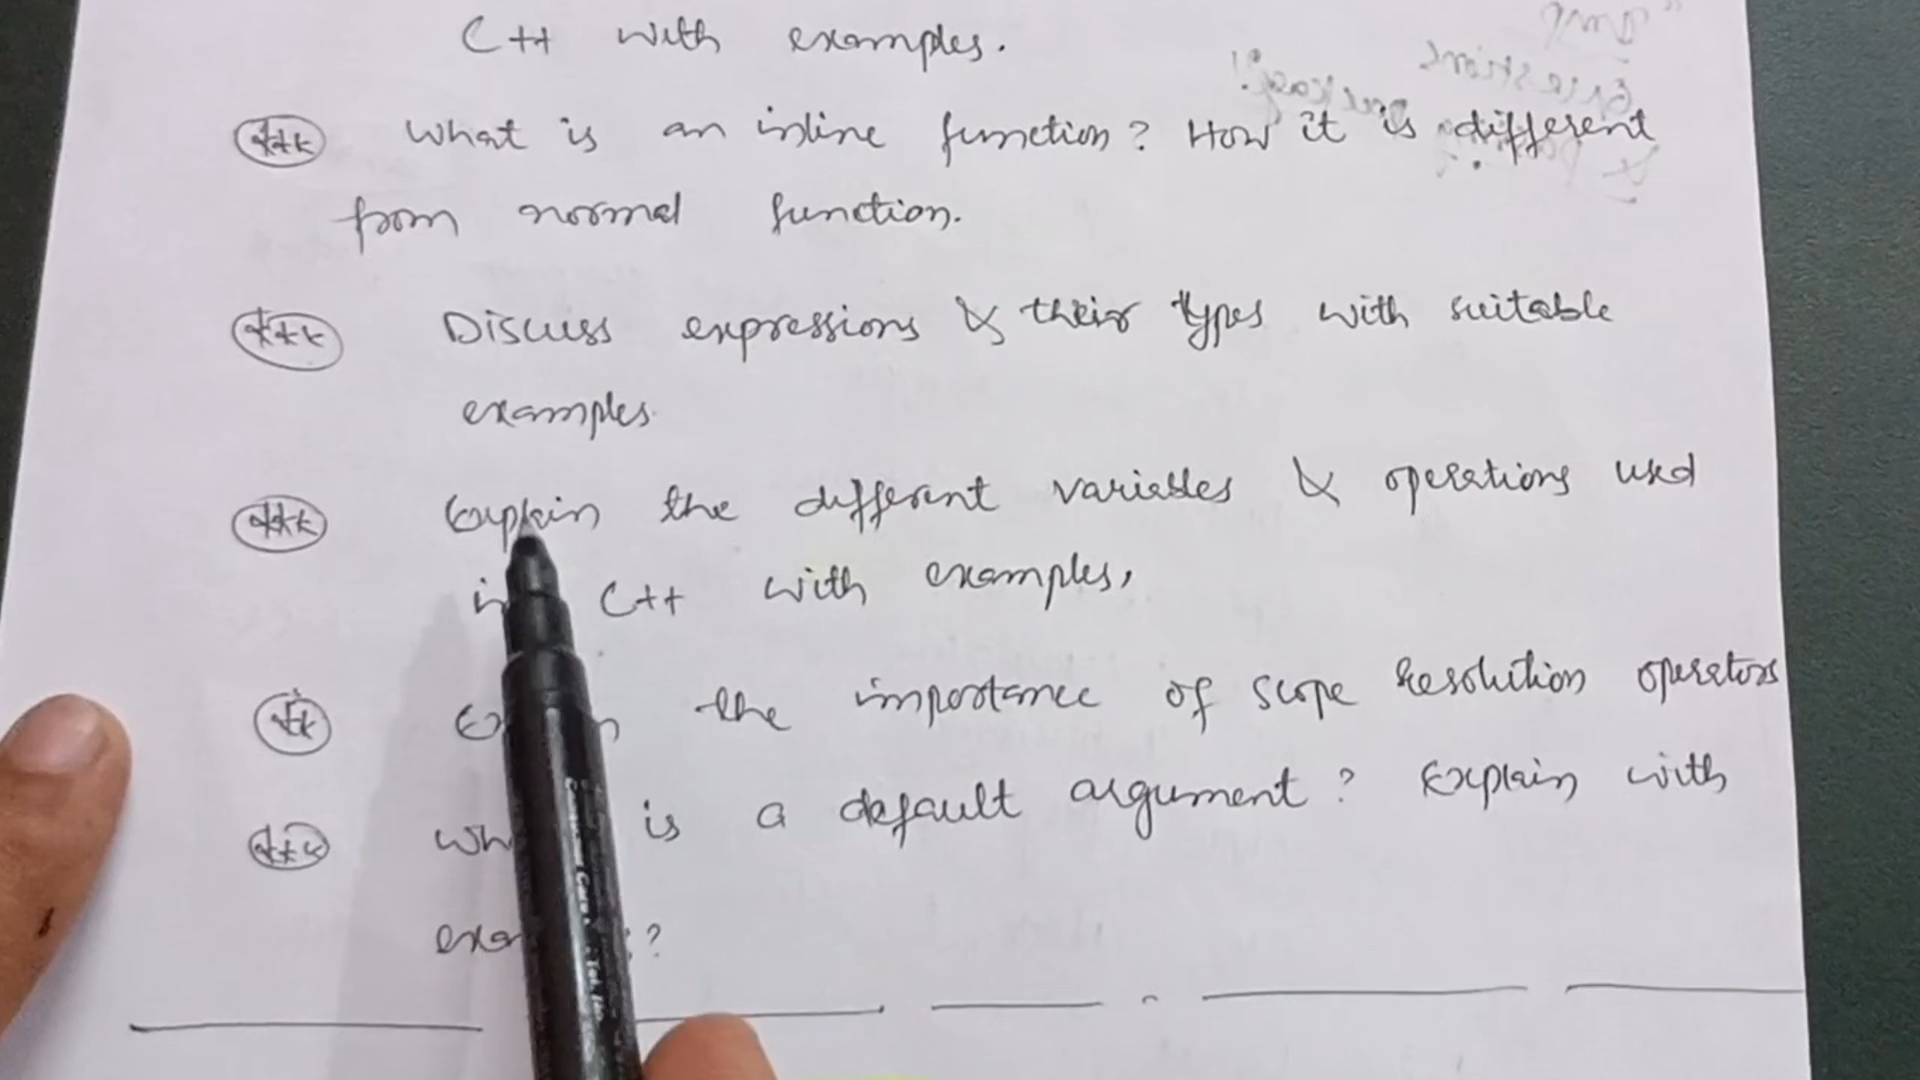 C++ with examples.
*** What is an inline function? How it is different
from normal function.
*** Discuss expressions & their types with suitable
examples.
*** Explain the different variables & operations used
in C++ with examples,
** the importance of scope resolution operators
*** is a default argument? Explain with
?